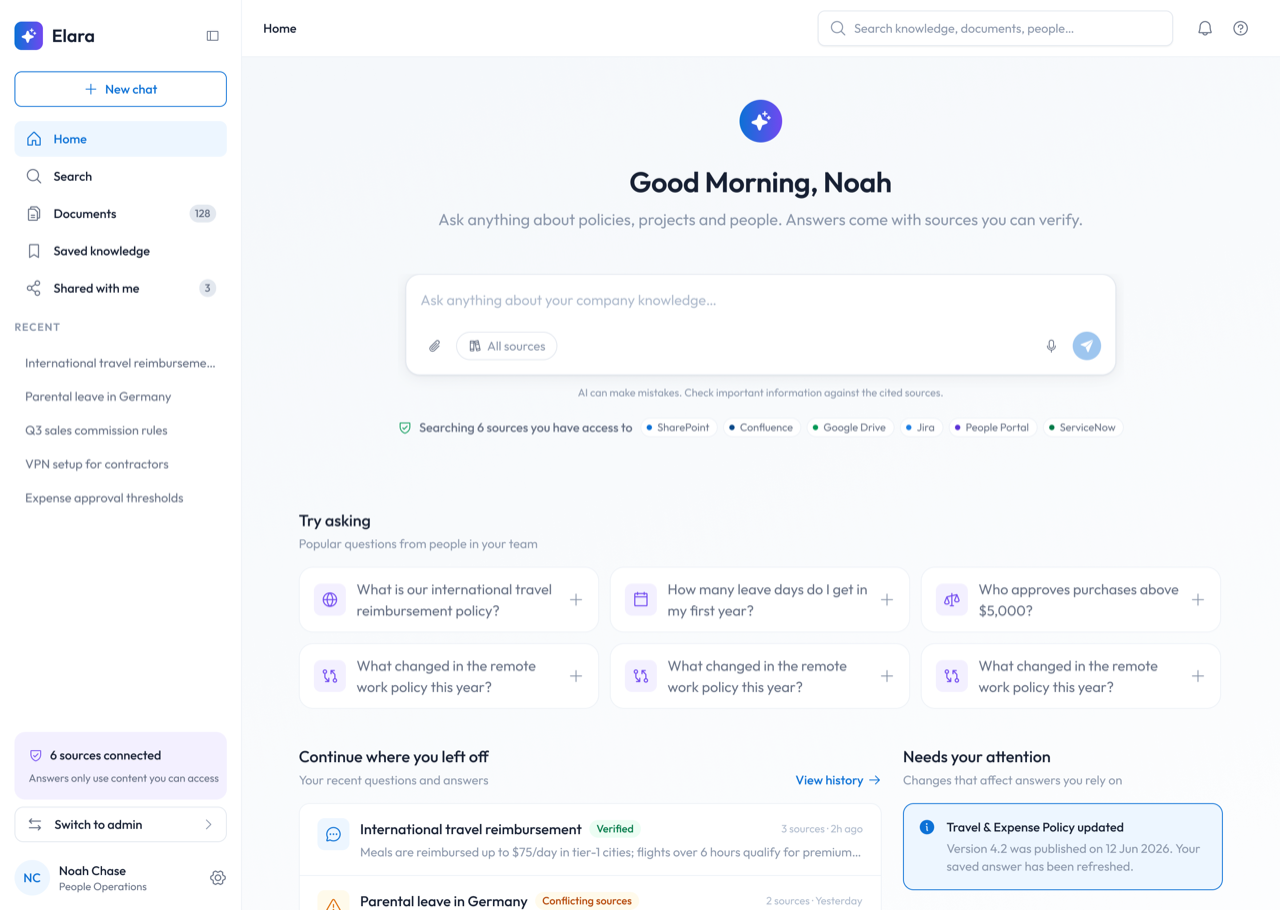 Elara
New chat
Home
Search
Documents 128
Saved knowledge
Shared with me 3
RECENT
International travel reimburseme...
Parental leave in Germany
Q3 sales commission rules
VPN setup for contractors
Expense approval thresholds
6 sources connected
Answers only use content you can access
Switch to admin
NC
Noah Chase
People Operations
Home
Search knowledge, documents, people...
Good Morning, Noah
Ask anything about policies, projects and people. Answers come with sources you can verify.
Ask anything about your company knowledge...
All sources
AI can make mistakes. Check important information against the cited sources.
Searching 6 sources you have access to SharePoint Confluence Google Drive Jira People Portal ServiceNow
Try asking
Popular questions from people in your team
What is our international travel
reimbursement policy?
How many leave days do I get in
my first year?
Who approves purchases above
$5,000?
What changed in the remote
work policy this year?
What changed in the remote
work policy this year?
What changed in the remote
work policy this year?
Continue where you left off
Your recent questions and answers
View history
International travel reimbursement Verified 3 sources · 2h ago
Meals are reimbursed up to $75/day in tier-1 cities; flights over 6 hours qualify for premium...
Parental leave in Germany Conflicting sources 2 sources · Yesterday
Needs your attention
Changes that affect answers you rely on
Travel & Expense Policy updated
Version 4.2 was published on 12 Jun 2026. Your
saved answer has been refreshed.